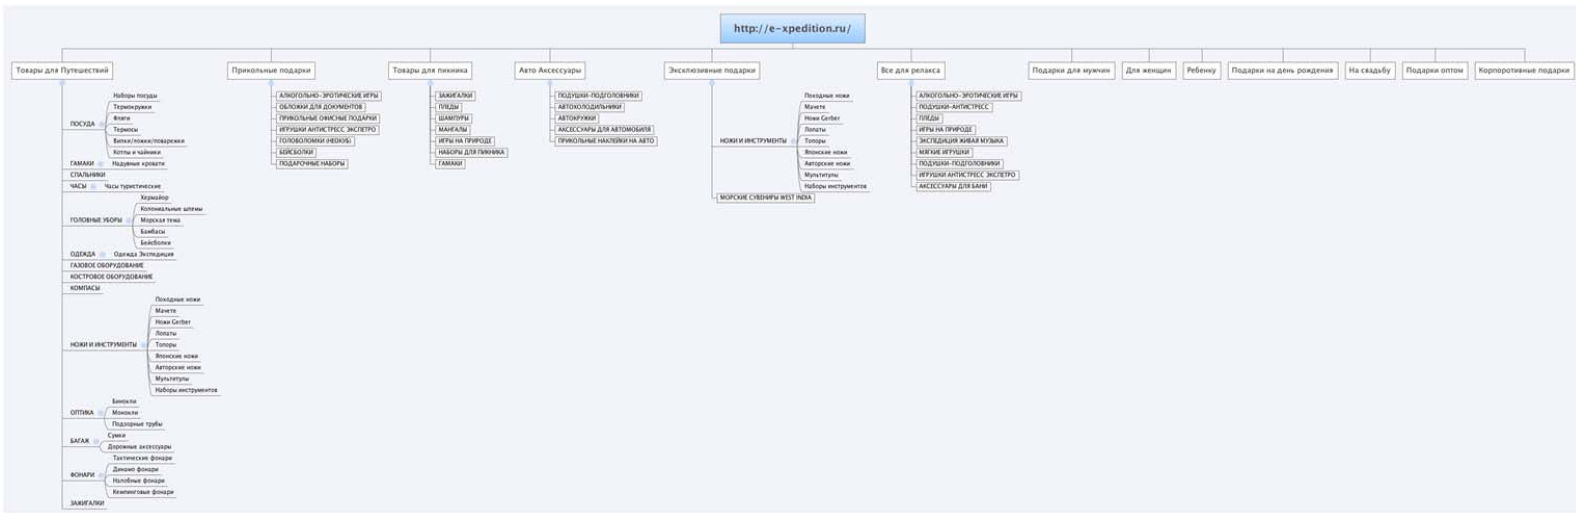 http://e-xpedition.ru/
Товары для Путешествий
Прикольные подарки
Товары для пикника
Авто Аксессуары
Эксклюзивные подарки
Все для релакса
Подарки для мужчин
Для женщин
Ребенку
Подарки на день рождения
На свадьбу
Подарки оптом
Корпоротивные подарки
ПОСУДА
Наборы посуды
Термокружки
Фляги
Термосы
Вилки/ложки/поварежки
Котлы и чайники
ГАМАКИ
Надувные кровати
СПАЛЬНИКИ
ЧАСЫ
Часы туристические
ГОЛОВНЫЕ УБОРЫ
Хермайор
Колониальные шлемы
Морская тема
Бамбасы
Бейсболки
ОДЕЖДА
Одежда Экспедиция
ГАЗОВОЕ ОБОРУДОВАНИЕ
КОСТРОВОЕ ОБОРУДОВАНИЕ
КОМПАСЫ
НОЖИ И ИНСТРУМЕНТЫ
Походные ножи
Мачете
Ножи Gerber
Лопаты
Топоры
Японские ножи
Авторские ножи
Мультитулы
Наборы инструментов
ОПТИКА
Бинокли
Монокли
Подзорные трубы
БАГАЖ
Сумки
Дорожные аксессуары
ФОНАРИ
Тактические фонари
Динамо фонари
Налобные фонари
Кемпинговые фонари
ЗАЖИГАЛКИ
АЛКОГОЛЬНО-ЭРОТИЧЕСКИЕ ИГРЫ
ОБЛОЖКИ ДЛЯ ДОКУМЕНТОВ
ПРИКОЛЬНЫЕ ОФИСНЫЕ ПОДАРКИ
ИГРУШКИ АНТИСТРЕСС ЭКСПЕТРО
ГОЛОВОЛОМКИ (НЕОКУБ)
БЕЙСБОЛКИ
ПОДАРОЧНЫЕ НАБОРЫ
ЗАЖИГАЛКИ
ПЛЕДЫ
ШАМПУРЫ
МАНГАЛЫ
ИГРЫ НА ПРИРОДЕ
НАБОРЫ ДЛЯ ПИКНИКА
ГАМАКИ
ПОДУШКИ-ПОДГОЛОВНИКИ
АВТОХОЛОДИЛЬНИКИ
АВТОКРУЖКИ
АКСЕССУАРЫ ДЛЯ АВТОМОБИЛЯ
ПРИКОЛЬНЫЕ НАКЛЕЙКИ НА АВТО
НОЖИ И ИНСТРУМЕНТЫ
Походные ножи
Мачете
Ножи Gerber
Лопаты
Топоры
Японские ножи
Авторские ножи
Мультитулы
Наборы инструментов
МОРСКИЕ СУВЕНИРЫ WEST INDIA
АЛКОГОЛЬНО-ЭРОТИЧЕСКИЕ ИГРЫ
ПОДУШКИ-АНТИСТРЕСС
ПЛЕДЫ
ИГРЫ НА ПРИРОДЕ
ЭКСПЕДИЦИЯ ЖИВАЯ МУЗЫКА
МЯГКИЕ ИГРУШКИ
ПОДУШКИ-ПОДГОЛОВНИКИ
ИГРУШКИ АНТИСТРЕСС ЭКСПЕТРО
АКСЕССУАРЫ ДЛЯ БАНИ